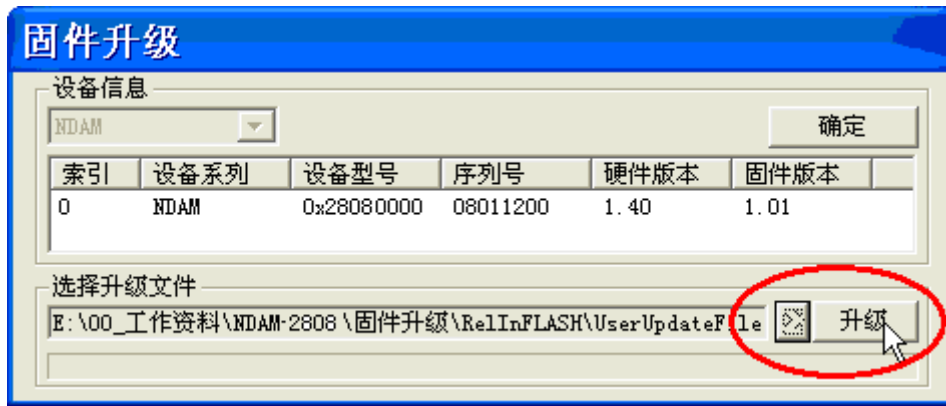 固件升级
设备信息
NDAM
确定
索引 设备系列 设备型号 序列号 硬件版本 固件版本
0 NDAM 0x28080000 08011200 1.40 1.01
选择升级文件
E:\00_工作资料\NDAM-2808\固件升级\RelInFLASH\UserUpdateFile
升级